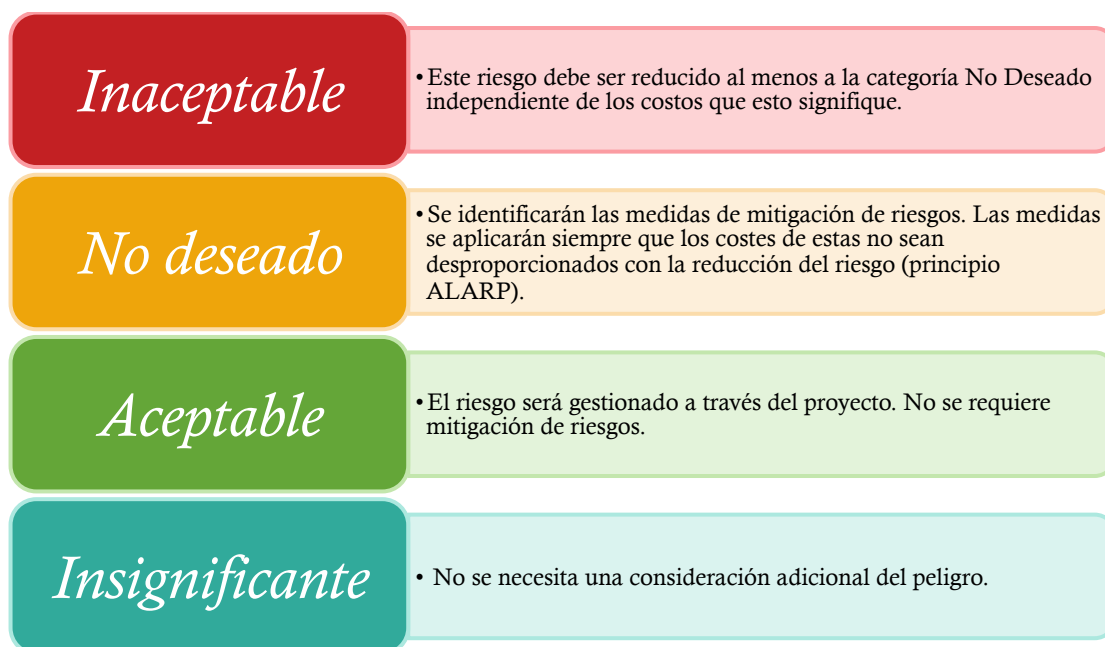 Inaceptable
• Este riesgo debe ser reducido al menos a la categoría No Deseado
independiente de los costos que esto signifique.
No deseado
• Se identificarán las medidas de mitigación de riesgos. Las medidas
se aplicarán siempre que los costes de estas no sean
desproporcionados con la reducción del riesgo (principio
ALARP).
Aceptable
• El riesgo será gestionado a través del proyecto. No se requiere
mitigación de riesgos.
Insignificante
• No se necesita una consideración adicional del peligro.